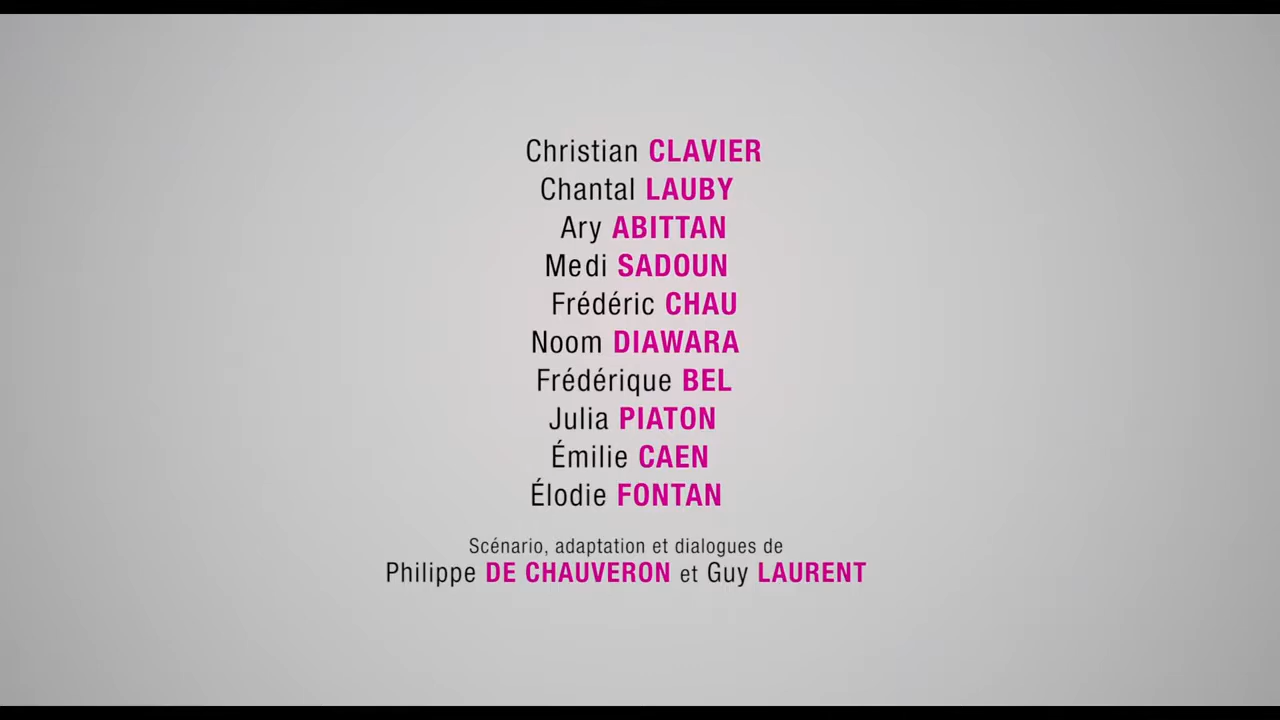 Christian CLAVIER
Chantal LAUBY
Ary ABITTAN
Medi SADOUN
Frédéric CHAU
Noom DIAWARA
Frédérique BEL
Julia PIATON
Émilie CAEN
Élodie FONTAN
Scénario, adaptation et dialogues de
Philippe DE CHAUVERON et Guy LAURENT